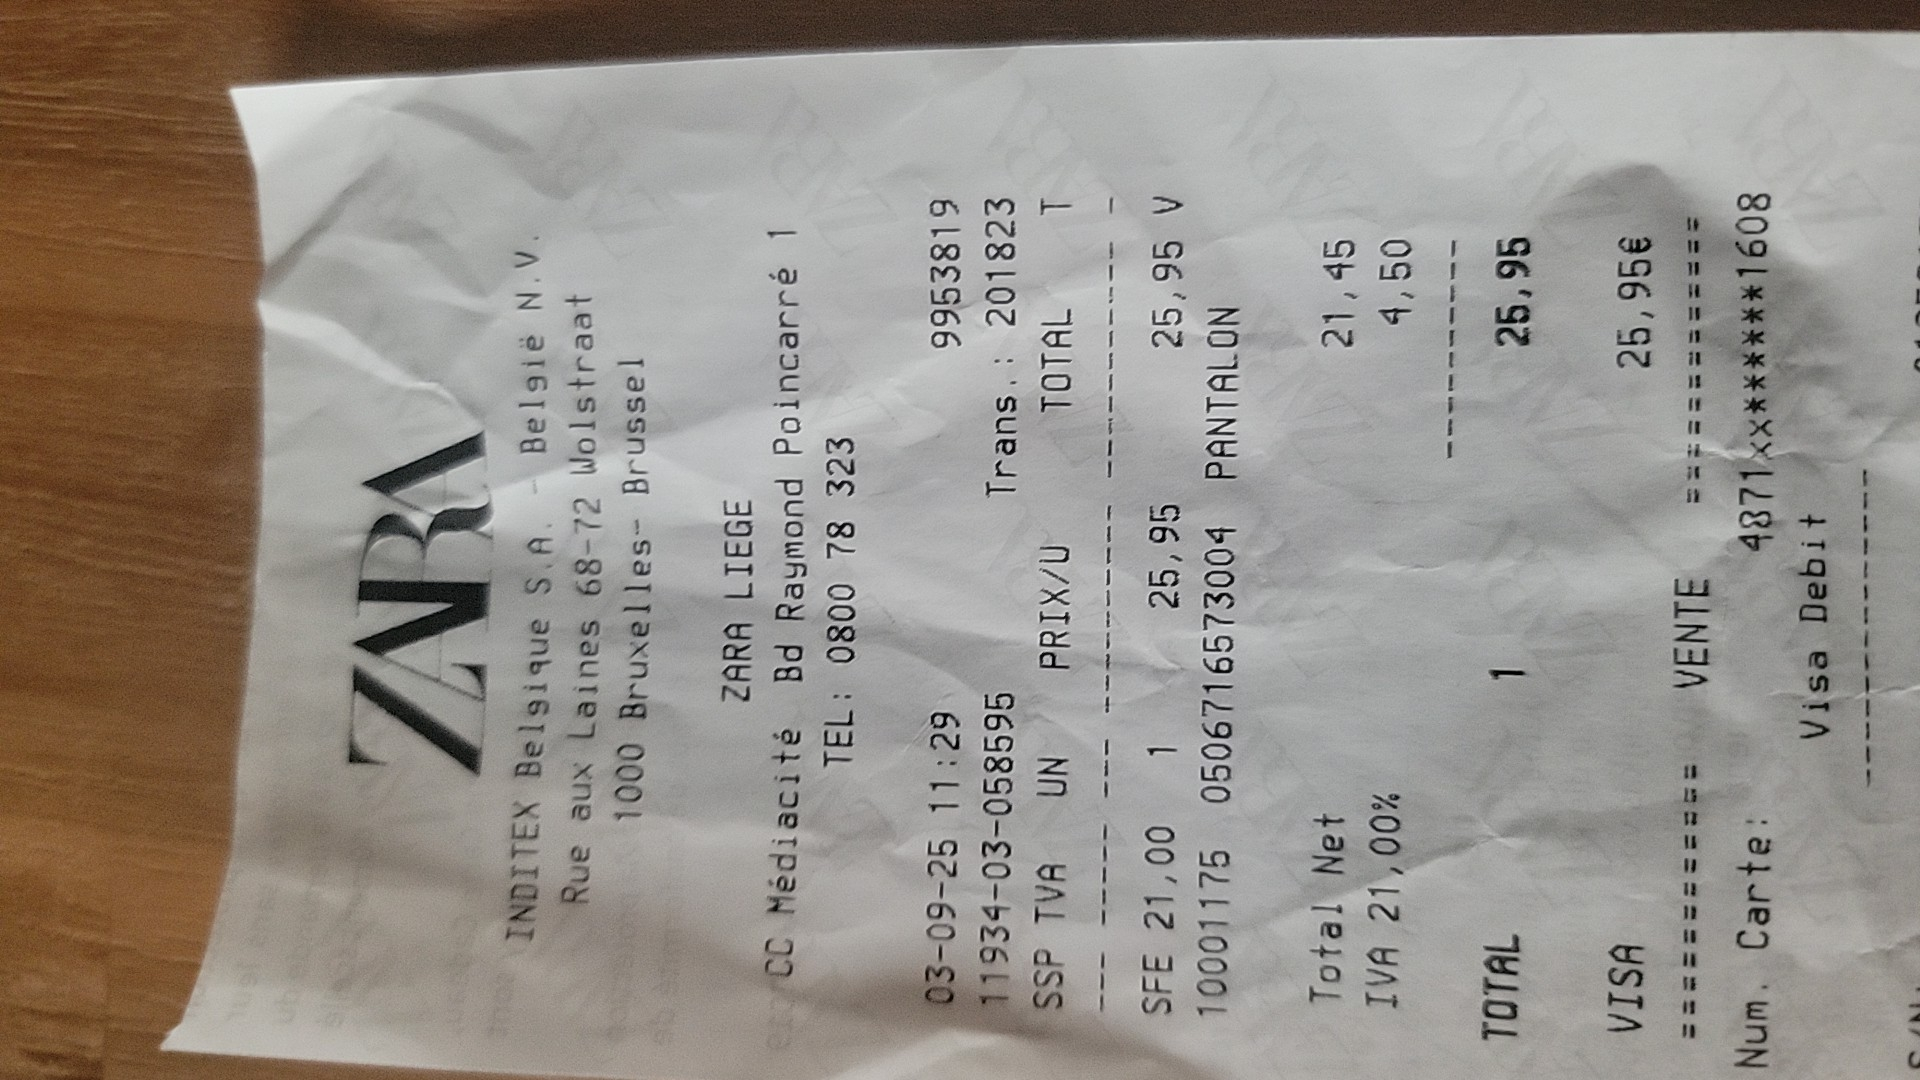 ZARA
INDITEX Belgique S.A. - België N.V.
Rue aux Laines 68-72 Wolstraat
1000 Bruxelles- Brussel
ZARA LIEGE
CC Médiacité Bd Raymond Poincarré 1
TEL: 0800 78 323
03-09-25 11:29 9953819
11934-03-058595 Trans.: 201823
SSP TVA UN PRIX/U TOTAL T
--- ----- --- ----------- ------------ -
SFE 21,00 1 25,95 25,95 V
10001175 05067165573004 PANTALON
Total Net 21,45
IVA 21,00% 4,50
----------
TOTAL 1 25,95
VISA 25,95€
============= VENTE =============
Num. Carte: 4871xx******1608
Visa Debit
---------------